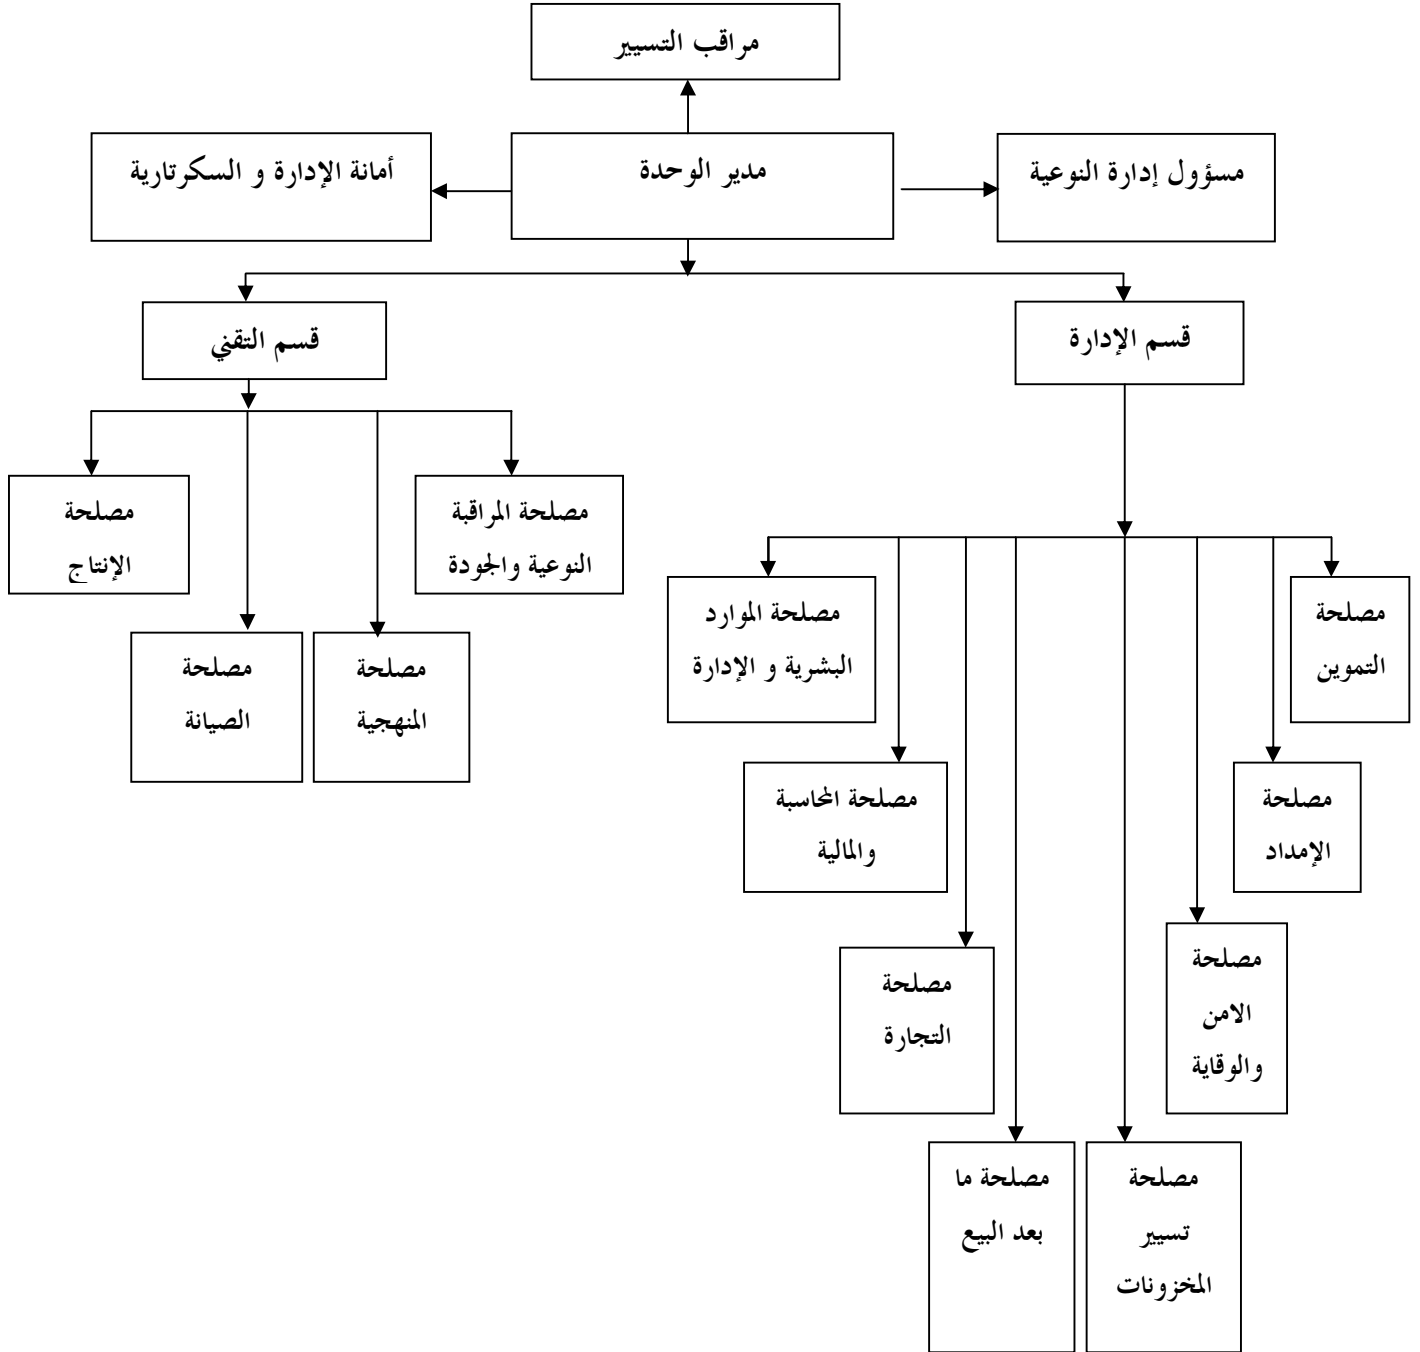 مراقب التسيير
مسؤول إدارة النوعية
مدير الوحدة
أمانة الإدارة و السكرتارية
قسم الإدارة
قسم التقني
مصلحة المراقبة
النوعية والجودة
مصلحة
المنهجية
مصلحة
الصيانة
مصلحة
الإنتاج
مصلحة
التموين
مصلحة
الإمداد
مصلحة
الامن
والوقاية
مصلحة
تسيير
المخزونات
مصلحة ما
بعد البيع
مصلحة
التجارة
مصلحة المحاسبة
والمالية
مصلحة الموارد
البشرية و الإدارة